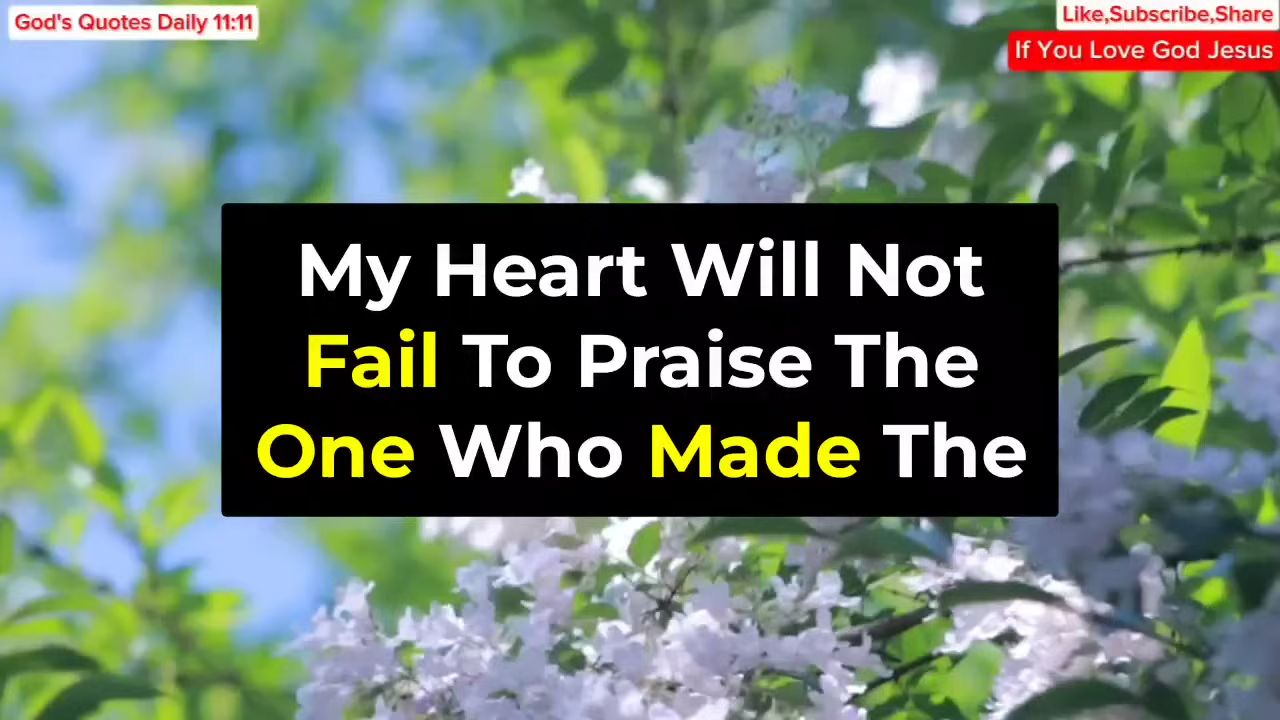 God's Quotes Daily 11:11
Like,Subscribe,Share
If You Love God Jesus
My Heart Will Not
Fail To Praise The
One Who Made The